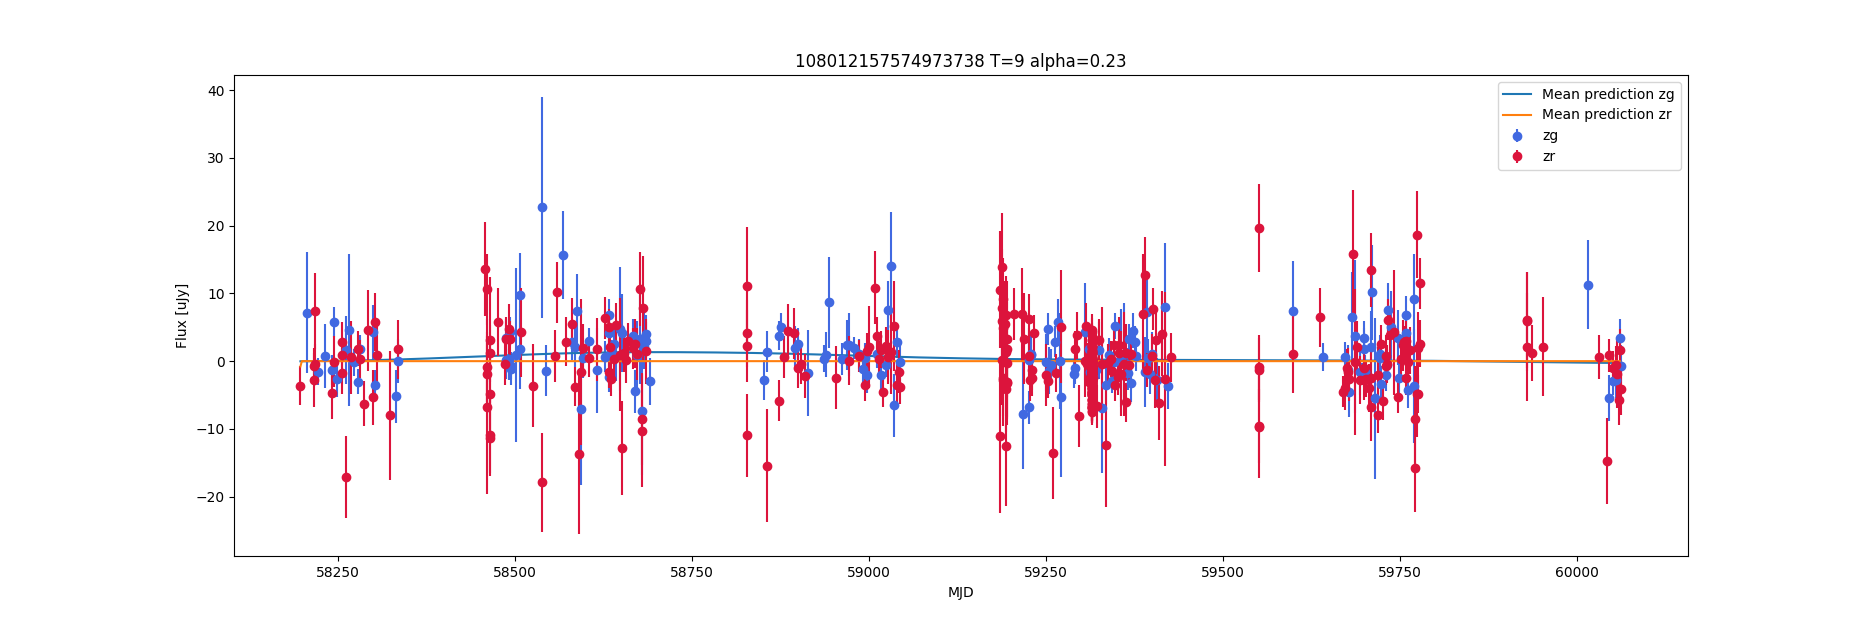 108012157574973738 T=9 alpha=0.23
Mean prediction zg
Mean prediction zr
zg
zr
Flux [uJy]
40
30
20
10
0
−10
−20
58250 58500 58750 59000 59250 59500 59750 60000
MJD